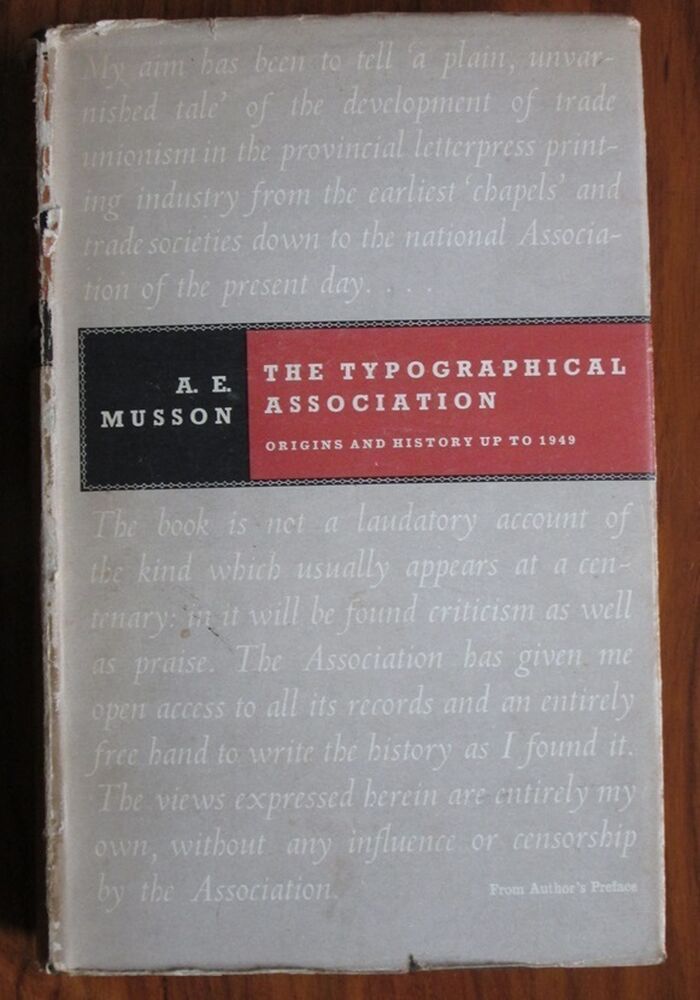 My aim has been to tell 'a plain, unvar-
nished tale' of the development of trade
unionism in the provincial letterpress print-
ing industry from the earliest 'chapels' and
trade societies down to the national Associa-
tion of the present day. . . .
A. E.
MUSSON
THE TYPOGRAPHICAL
ASSOCIATION
ORIGINS AND HISTORY UP TO 1949
The book is not a laudatory account of
the kind which usually appears at a cen-
tenary: in it will be found criticism as well
as praise. The Association has given me
open access to all its records and an entirely
free hand to write the history as I found it.
The views expressed herein are entirely my
own, without any influence or censorship
by the Association.
From Author's Preface